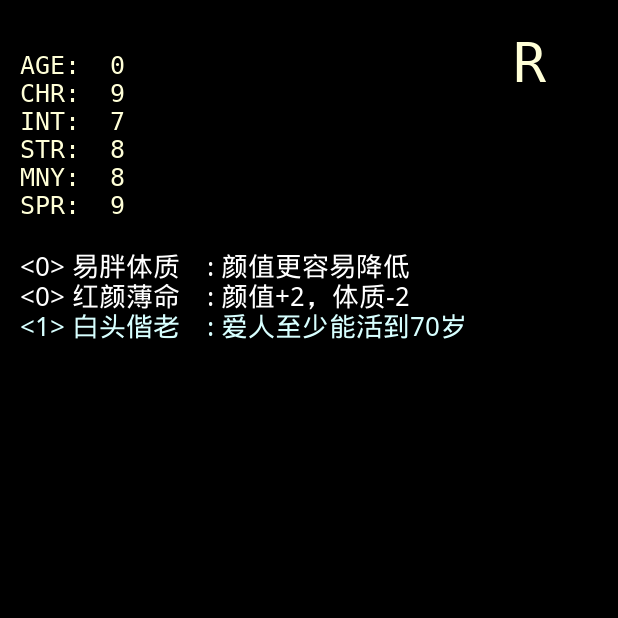 R
AGE:  0
CHR:  9
INT:  7
STR:  8
MNY:  8
SPR:  9
<0> 易胖体质  : 颜值更容易降低
<0> 红颜薄命  : 颜值+2，体质-2
<1> 白头偕老  : 爱人至少能活到70岁